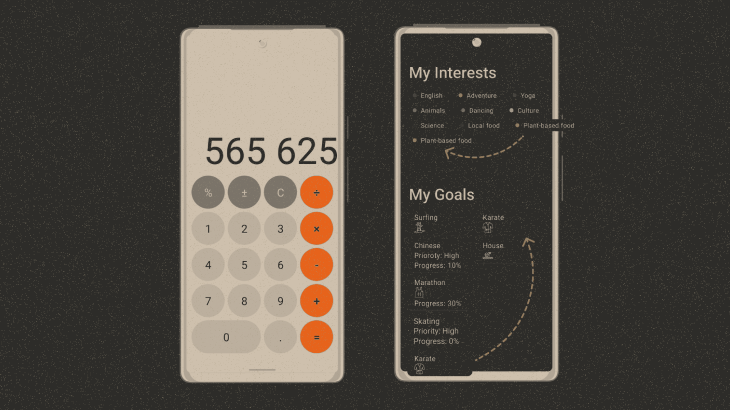 565 625
% ± C ÷
1 2 3 ×
4 5 6 -
7 8 9 +
0 . =
My Interests
English Adventure Yoga
Animals Dancing Culture
Science Local food Plant-based food
Plant-based food
My Goals
Surfing Karate
Chinese House
Prioroty: High
Progress: 10%
Marathon
Progress: 30%
Skating
Priority: High
Progress: 0%
Karate